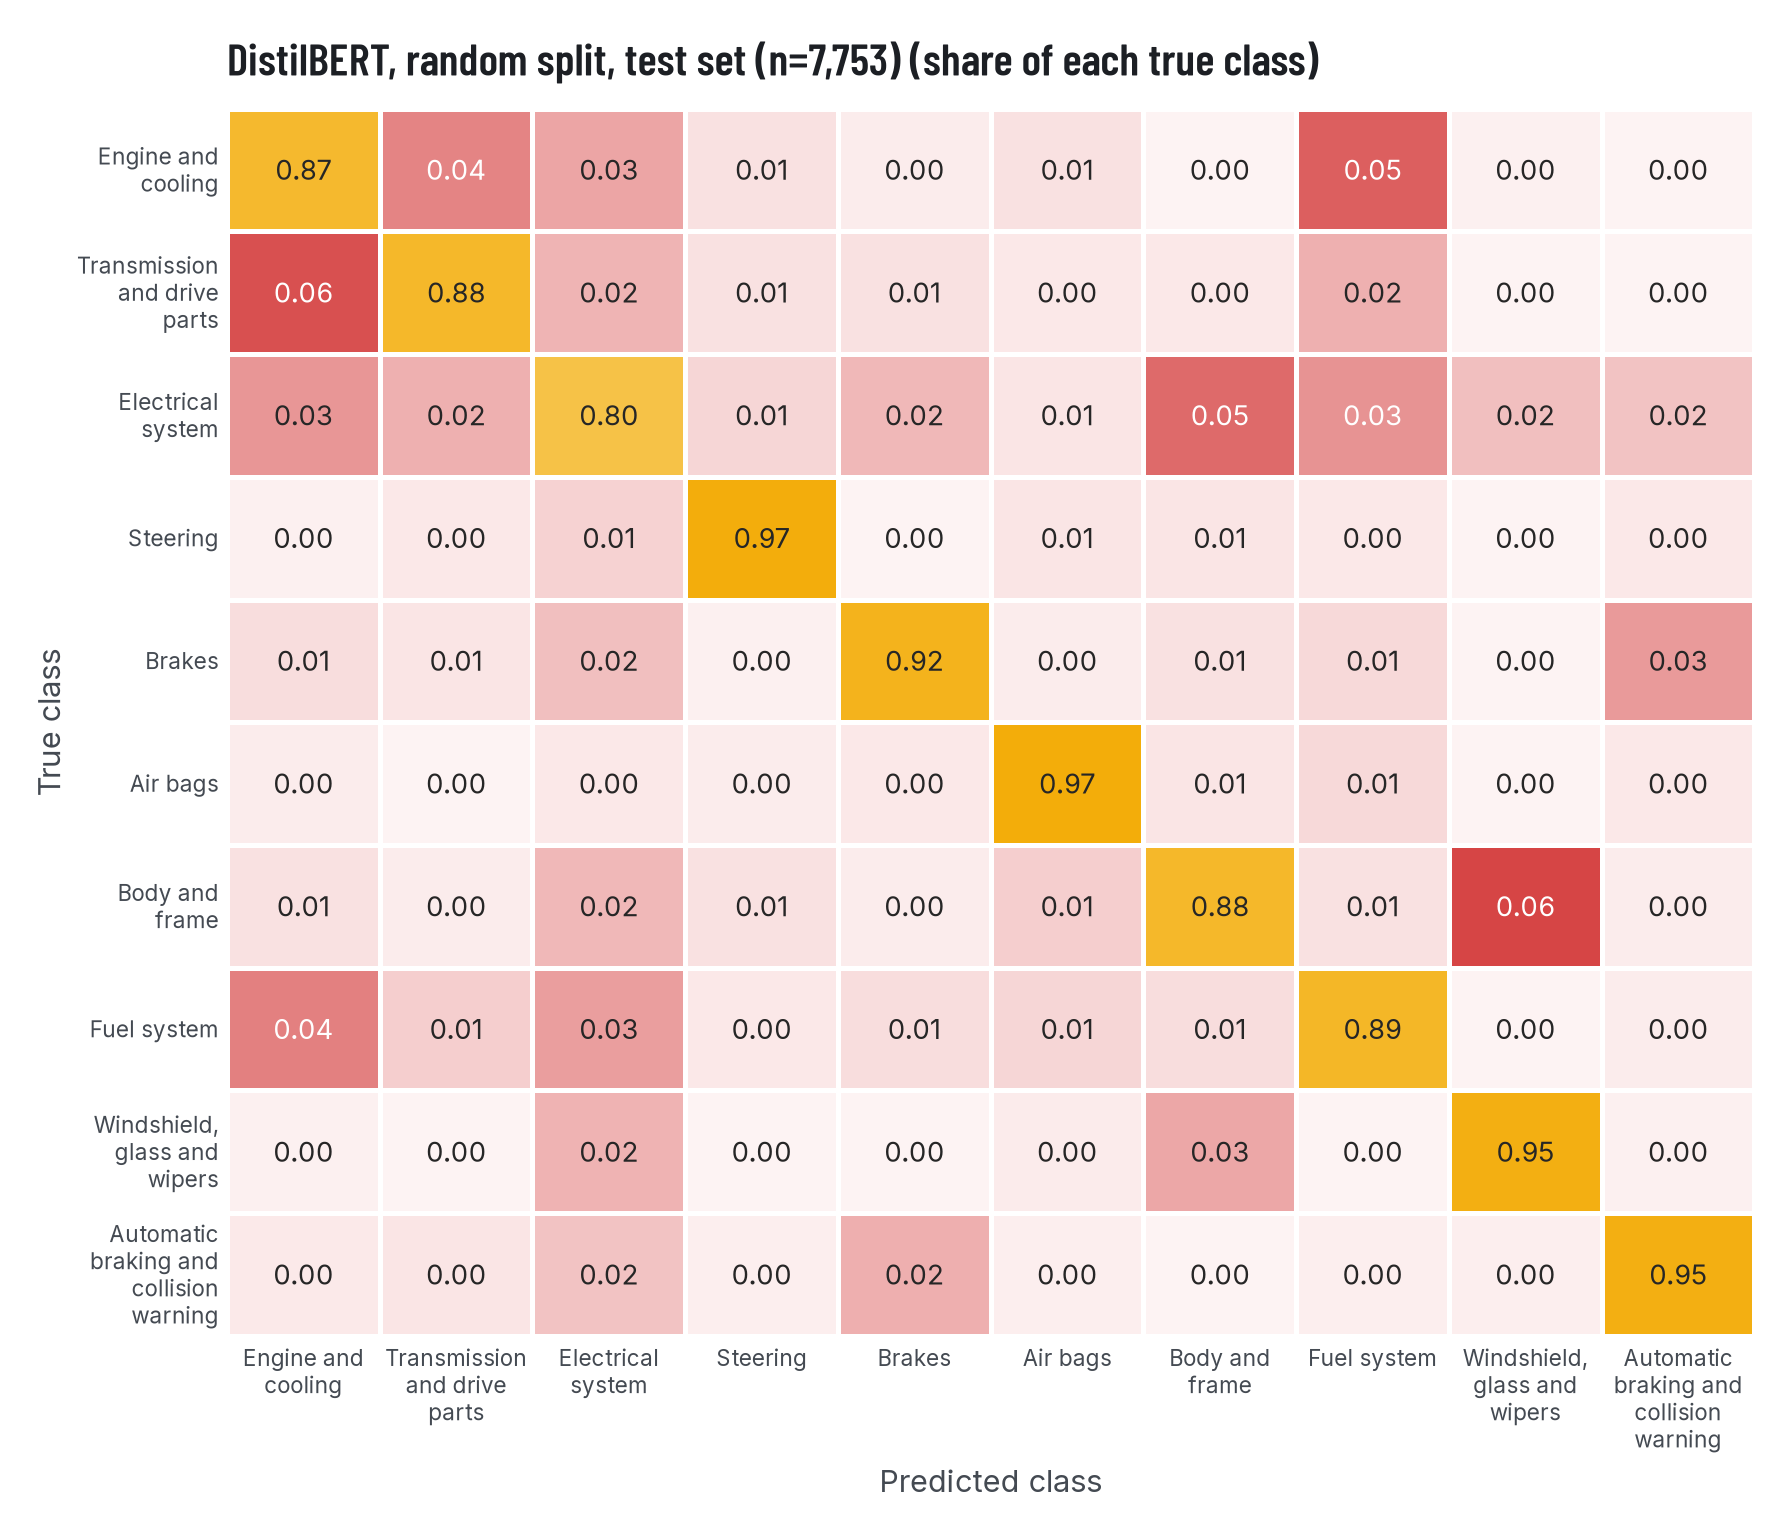 DistilBERT, random split, test set (n=7,753) (share of each true class)
Engine and
cooling
0.87 0.04 0.03 0.01 0.00 0.01 0.00 0.05 0.00 0.00
Transmission
and drive
parts
0.06 0.88 0.02 0.01 0.01 0.00 0.00 0.02 0.00 0.00
Electrical
system
0.03 0.02 0.80 0.01 0.02 0.01 0.05 0.03 0.02 0.02
Steering
0.00 0.00 0.01 0.97 0.00 0.01 0.01 0.00 0.00 0.00
Brakes
0.01 0.01 0.02 0.00 0.92 0.00 0.01 0.01 0.00 0.03
Air bags
0.00 0.00 0.00 0.00 0.00 0.97 0.01 0.01 0.00 0.00
Body and
frame
0.01 0.00 0.02 0.01 0.00 0.01 0.88 0.01 0.06 0.00
Fuel system
0.04 0.01 0.03 0.00 0.01 0.01 0.01 0.89 0.00 0.00
Windshield,
glass and
wipers
0.00 0.00 0.02 0.00 0.00 0.00 0.03 0.00 0.95 0.00
Automatic
braking and
collision
warning
0.00 0.00 0.02 0.00 0.02 0.00 0.00 0.00 0.00 0.95
True class
Engine and
cooling
Transmission
and drive
parts
Electrical
system
Steering
Brakes
Air bags
Body and
frame
Fuel system
Windshield,
glass and
wipers
Automatic
braking and
collision
warning
Predicted class